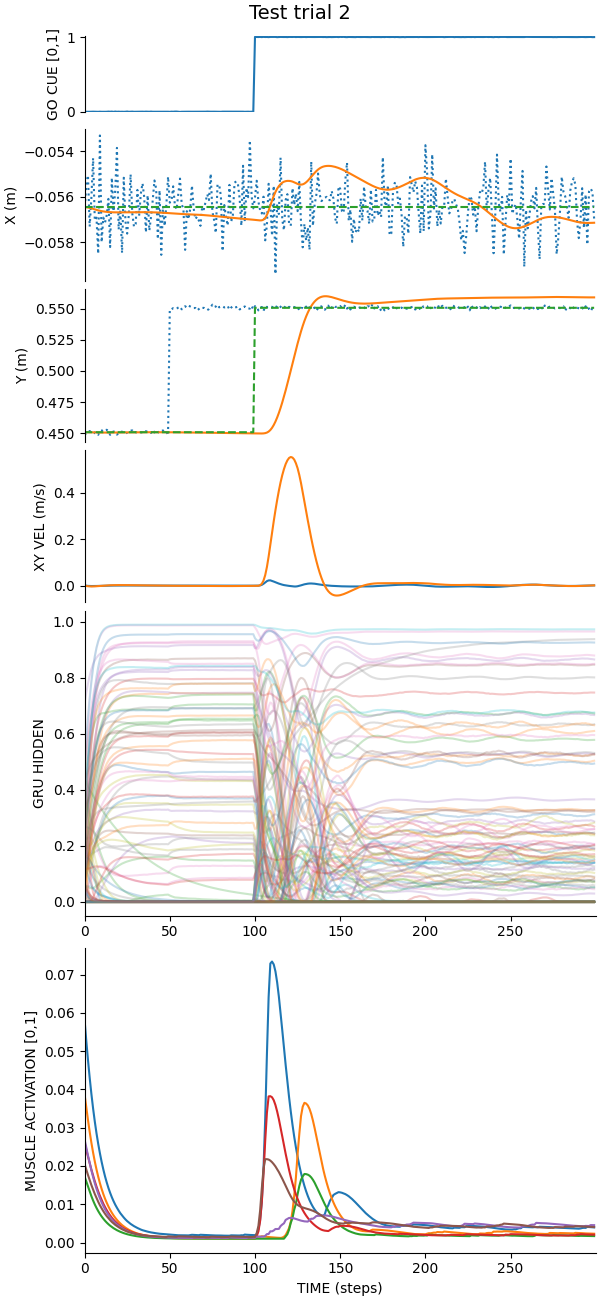 Test trial 2
GO CUE [0,1]
1
0
X (m)
−0.054
−0.056
−0.058
Y (m)
0.550
0.525
0.500
0.475
0.450
XY VEL (m/s)
0.4
0.2
0.0
GRU HIDDEN
1.0
0.8
0.6
0.4
0.2
0.0
0 50 100 150 200 250
MUSCLE ACTIVATION [0,1]
0.07
0.06
0.05
0.04
0.03
0.02
0.01
0.00
0 50 100 150 200 250
TIME (steps)